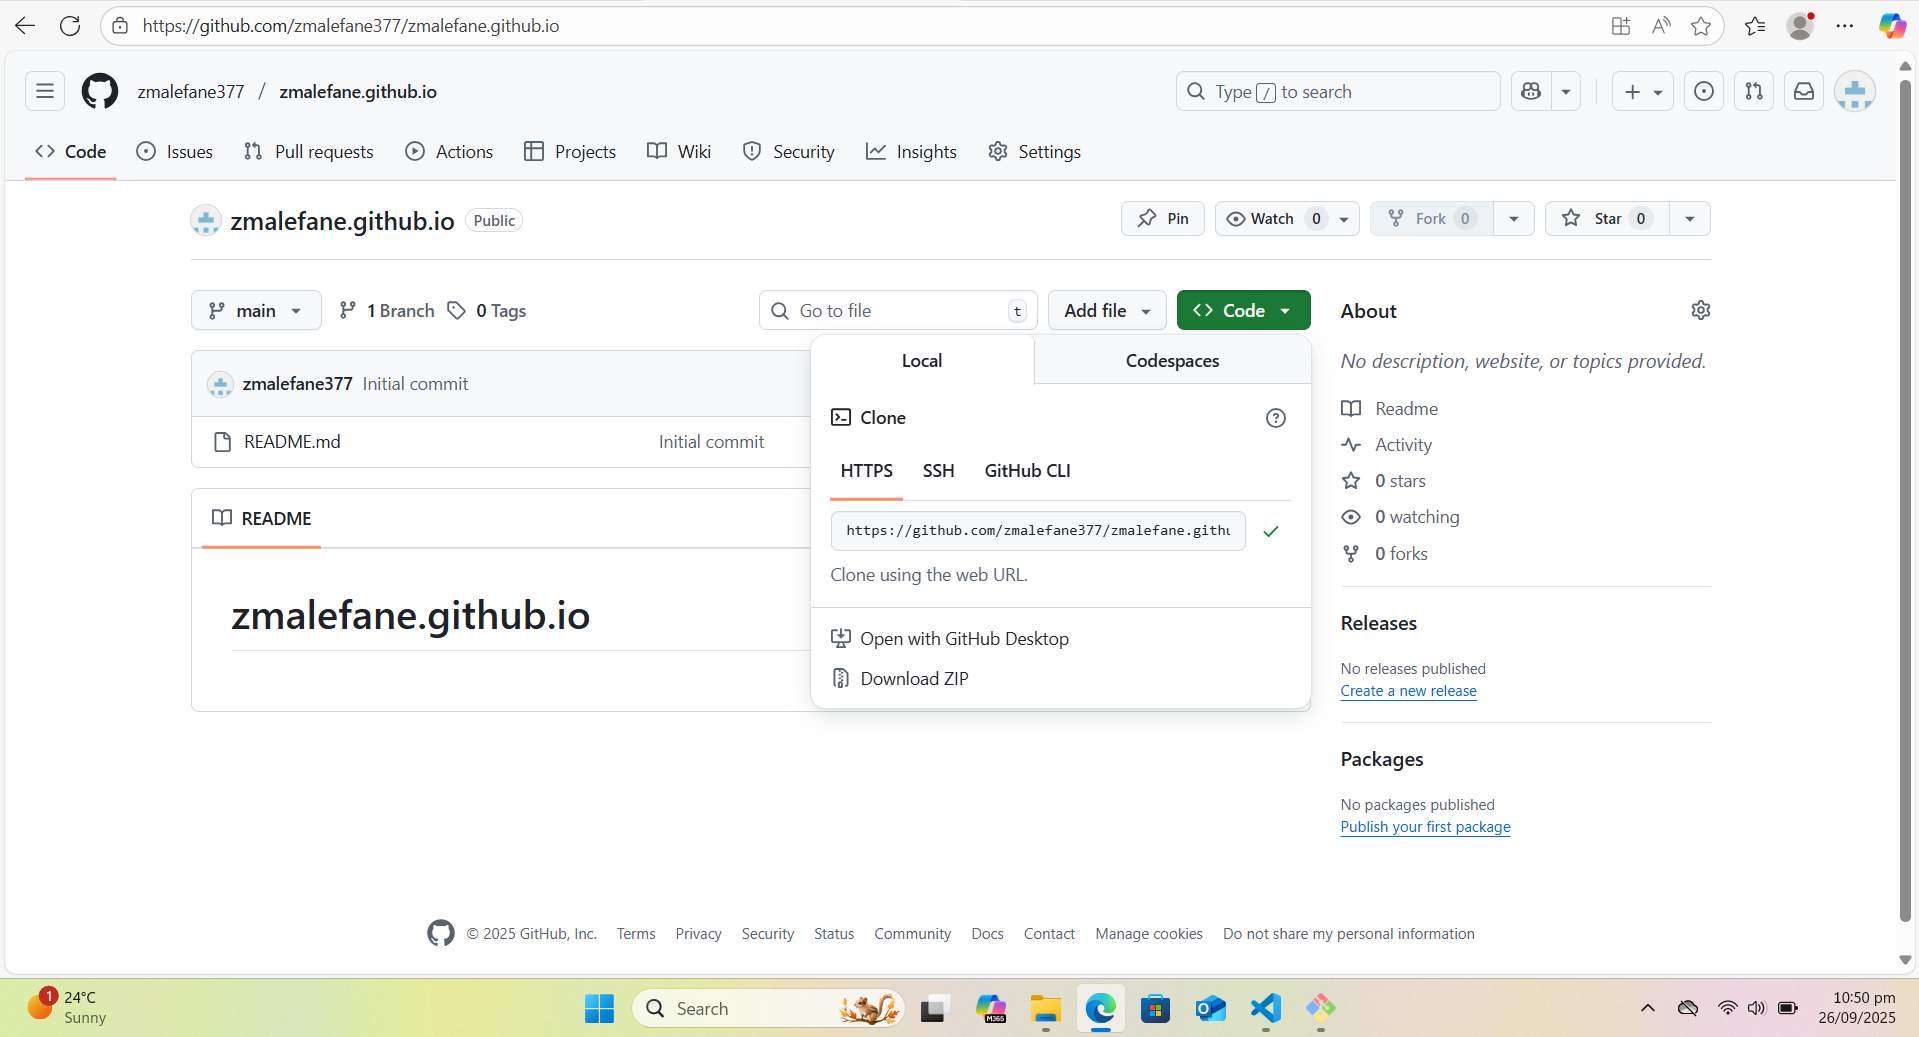 https://github.com/zmalefane377/zmalefane.github.io
zmalefane377 / zmalefane.github.io
Type / to search
Code Issues Pull requests Actions Projects Wiki Security Insights Settings
zmalefane.github.io Public
Pin Watch 0 Fork 0 Star 0
main 1 Branch 0 Tags Go to file t Add file Code
zmalefane377 Initial commit
README.md Initial commit
README
zmalefane.github.io
Local Codespaces
Clone
HTTPS SSH GitHub CLI
https://github.com/zmalefane377/zmalefane.githu
Clone using the web URL.
Open with GitHub Desktop
Download ZIP
About
No description, website, or topics provided.
Readme
Activity
0 stars
0 watching
0 forks
Releases
No releases published
Create a new release
Packages
No packages published
Publish your first package
© 2025 GitHub, Inc. Terms Privacy Security Status Community Docs Contact Manage cookies Do not share my personal information
1 24°C
Sunny
Search
M365
10:50 pm
26/09/2025